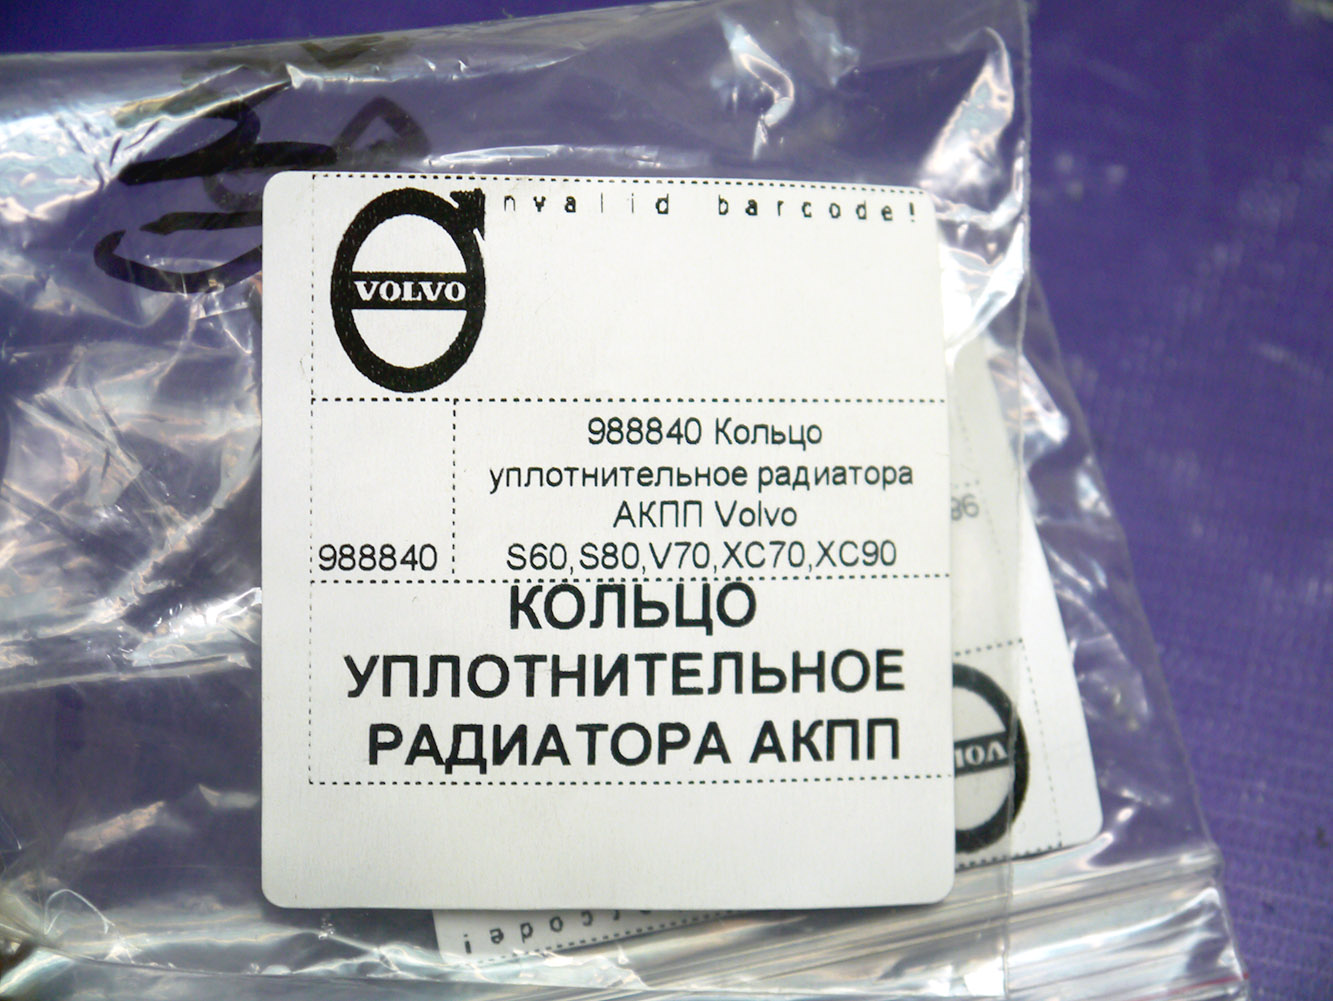 nvalid barcode!
VOLVO
988840 Кольцо
уплотнительное радиатора
АКПП Volvo
S60,S80,V70,XC70,XC90
988840
КОЛЬЦО
УПЛОТНИТЕЛЬНОЕ
РАДИАТОРА АКПП